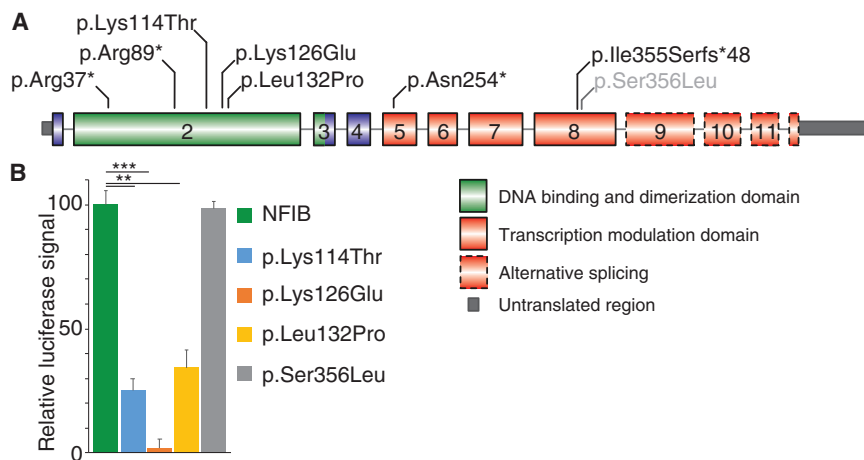 A
p.Lys114Thr
p.Arg89*
p.Lys126Glu
p.Ile355Serfs*48
p.Arg37*
p.Leu132Pro
p.Asn254*
p.Ser356Leu
2 3 4 5 6 7 8 9 10 11
B
***
**
100
50
0
Relative luciferase signal
NFIB
p.Lys114Thr
p.Lys126Glu
p.Leu132Pro
p.Ser356Leu
DNA binding and dimerization domain
Transcription modulation domain
Alternative splicing
Untranslated region